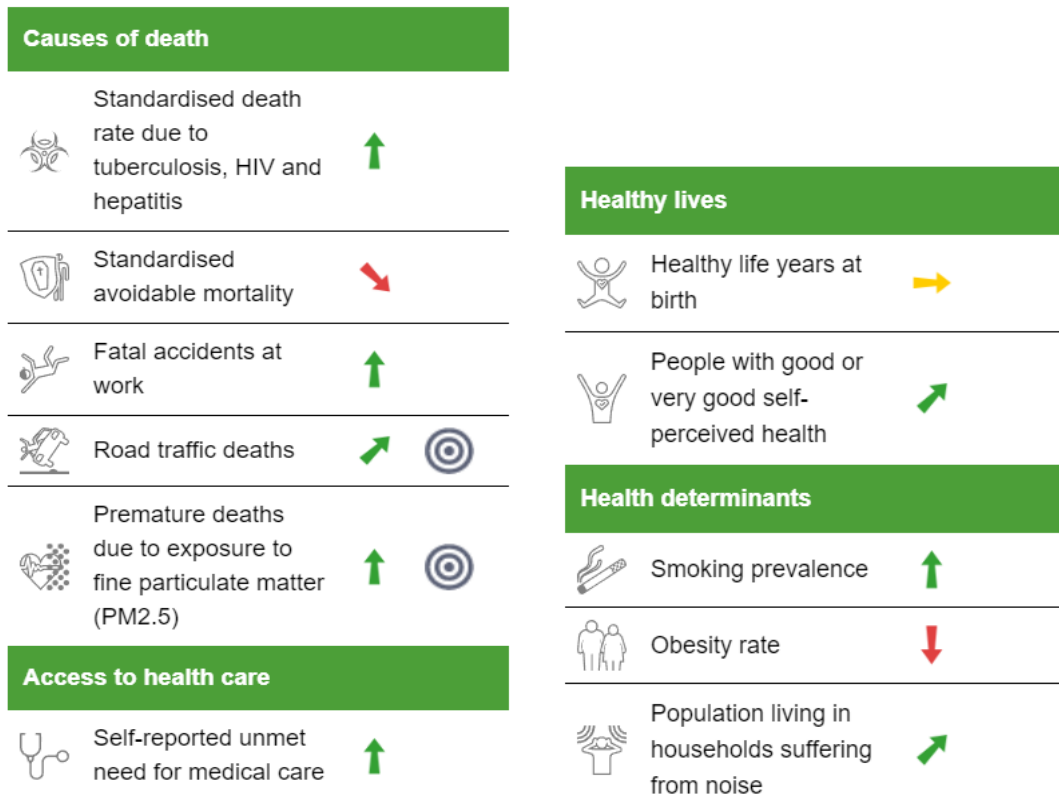 Causes of death
Standardised death
rate due to
tuberculosis, HIV and
hepatitis
Standardised
avoidable mortality
Fatal accidents at
work
Road traffic deaths
Premature deaths
due to exposure to
fine particulate matter
(PM2.5)
Access to health care
Self-reported unmet
need for medical care
Healthy lives
Healthy life years at
birth
People with good or
very good self-
perceived health
Health determinants
Smoking prevalence
Obesity rate
Population living in
households suffering
from noise